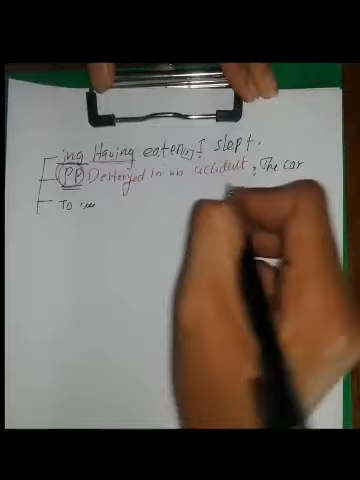 ing Having eaten, I slept.
PP Destroyed in an accident, The car
To